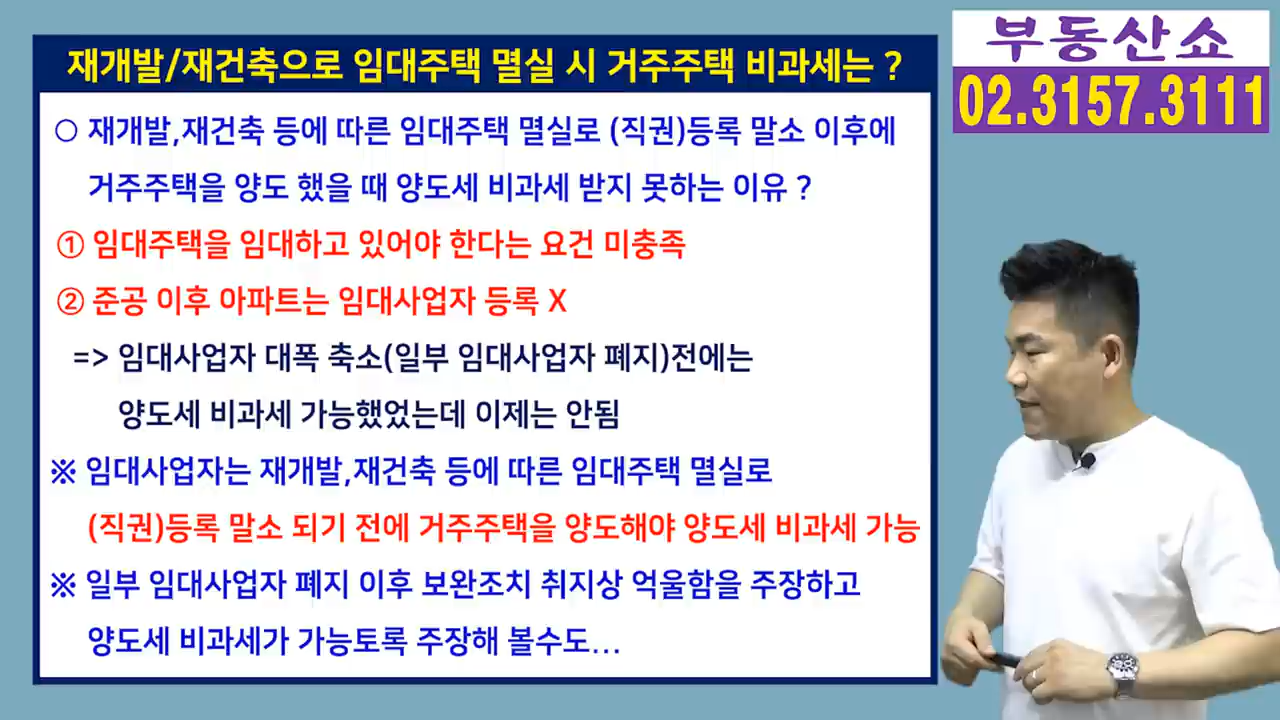 재개발/재건축으로 임대주택 멸실 시 거주주택 비과세는 ?
부동산쇼
02.3157.3111
○ 재개발,재건축 등에 따른 임대주택 멸실로 (직권)등록 말소 이후에
거주주택을 양도 했을 때 양도세 비과세 받지 못하는 이유 ?
① 임대주택을 임대하고 있어야 한다는 요건 미충족
② 준공 이후 아파트는 임대사업자 등록 X
=> 임대사업자 대폭 축소(일부 임대사업자 폐지)전에는
양도세 비과세 가능했었는데 이제는 안됨
※ 임대사업자는 재개발,재건축 등에 따른 임대주택 멸실로
(직권)등록 말소 되기 전에 거주주택을 양도해야 양도세 비과세 가능
※ 일부 임대사업자 폐지 이후 보완조치 취지상 억울함을 주장하고
양도세 비과세가 가능토록 주장해 볼수도...